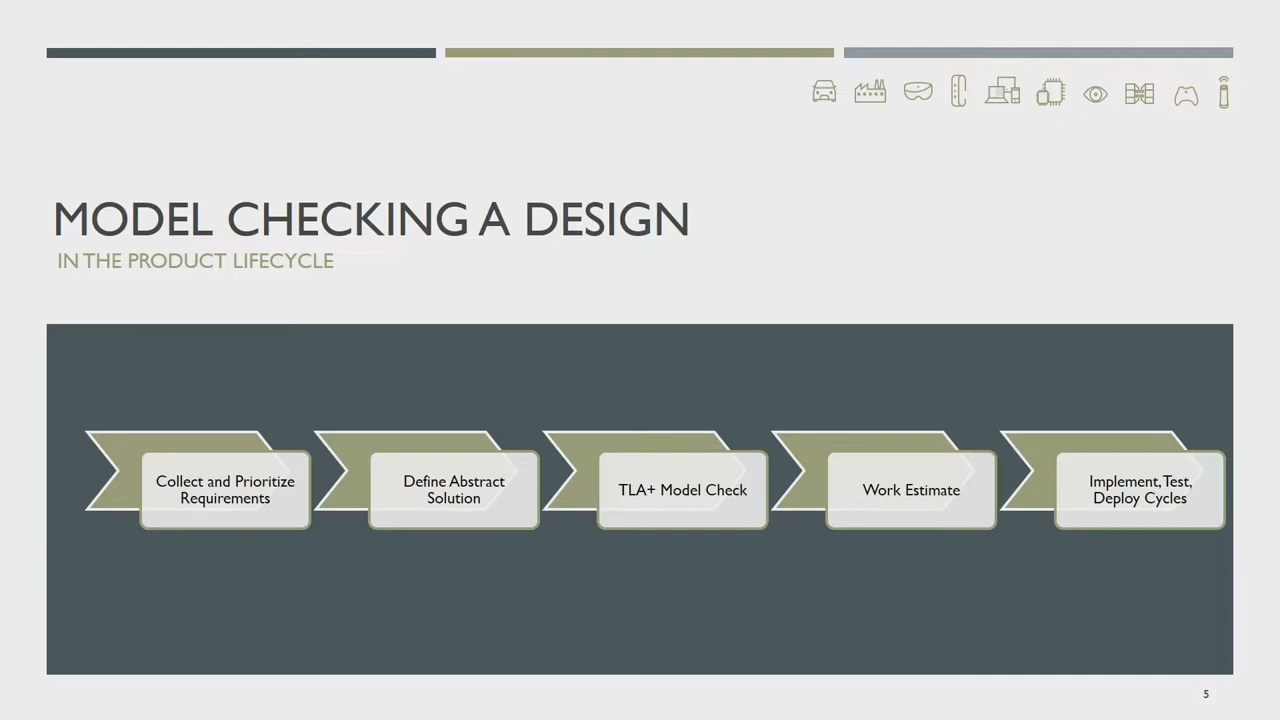 MODEL CHECKING A DESIGN
IN THE PRODUCT LIFECYCLE
Collect and Prioritize
Requirements
Define Abstract
Solution
TLA+ Model Check
Work Estimate
Implement, Test,
Deploy Cycles
5